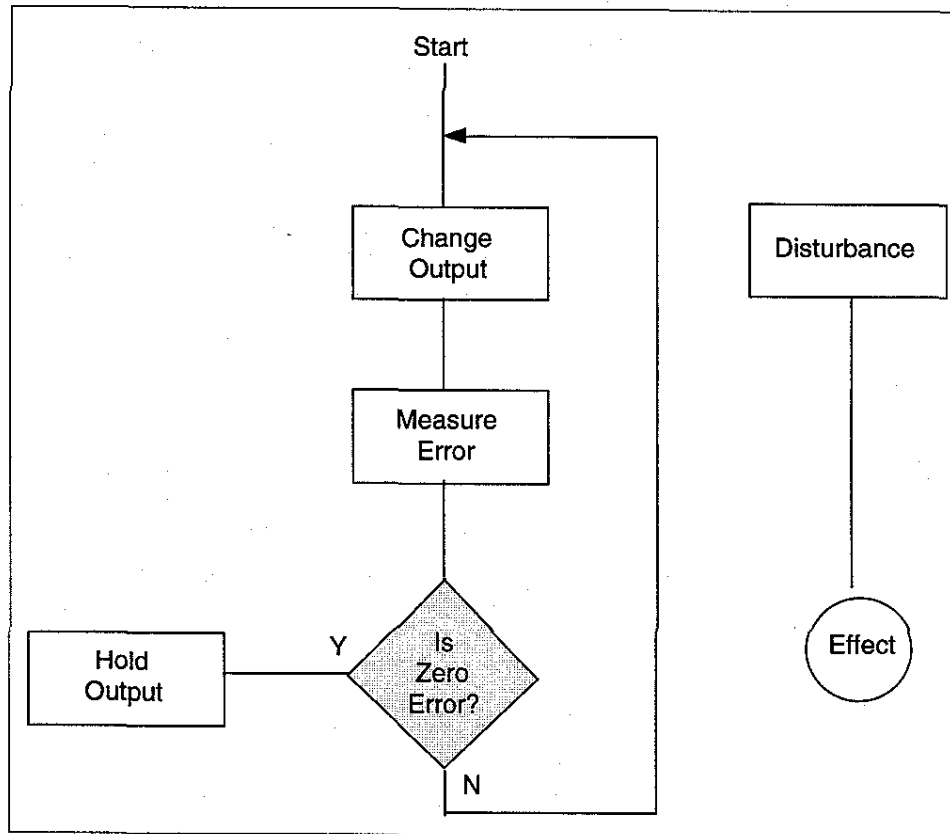 Start
Change
Output
Disturbance
Measure
Error
Is
Zero
Error?
Y
Hold
Output
N
Effect